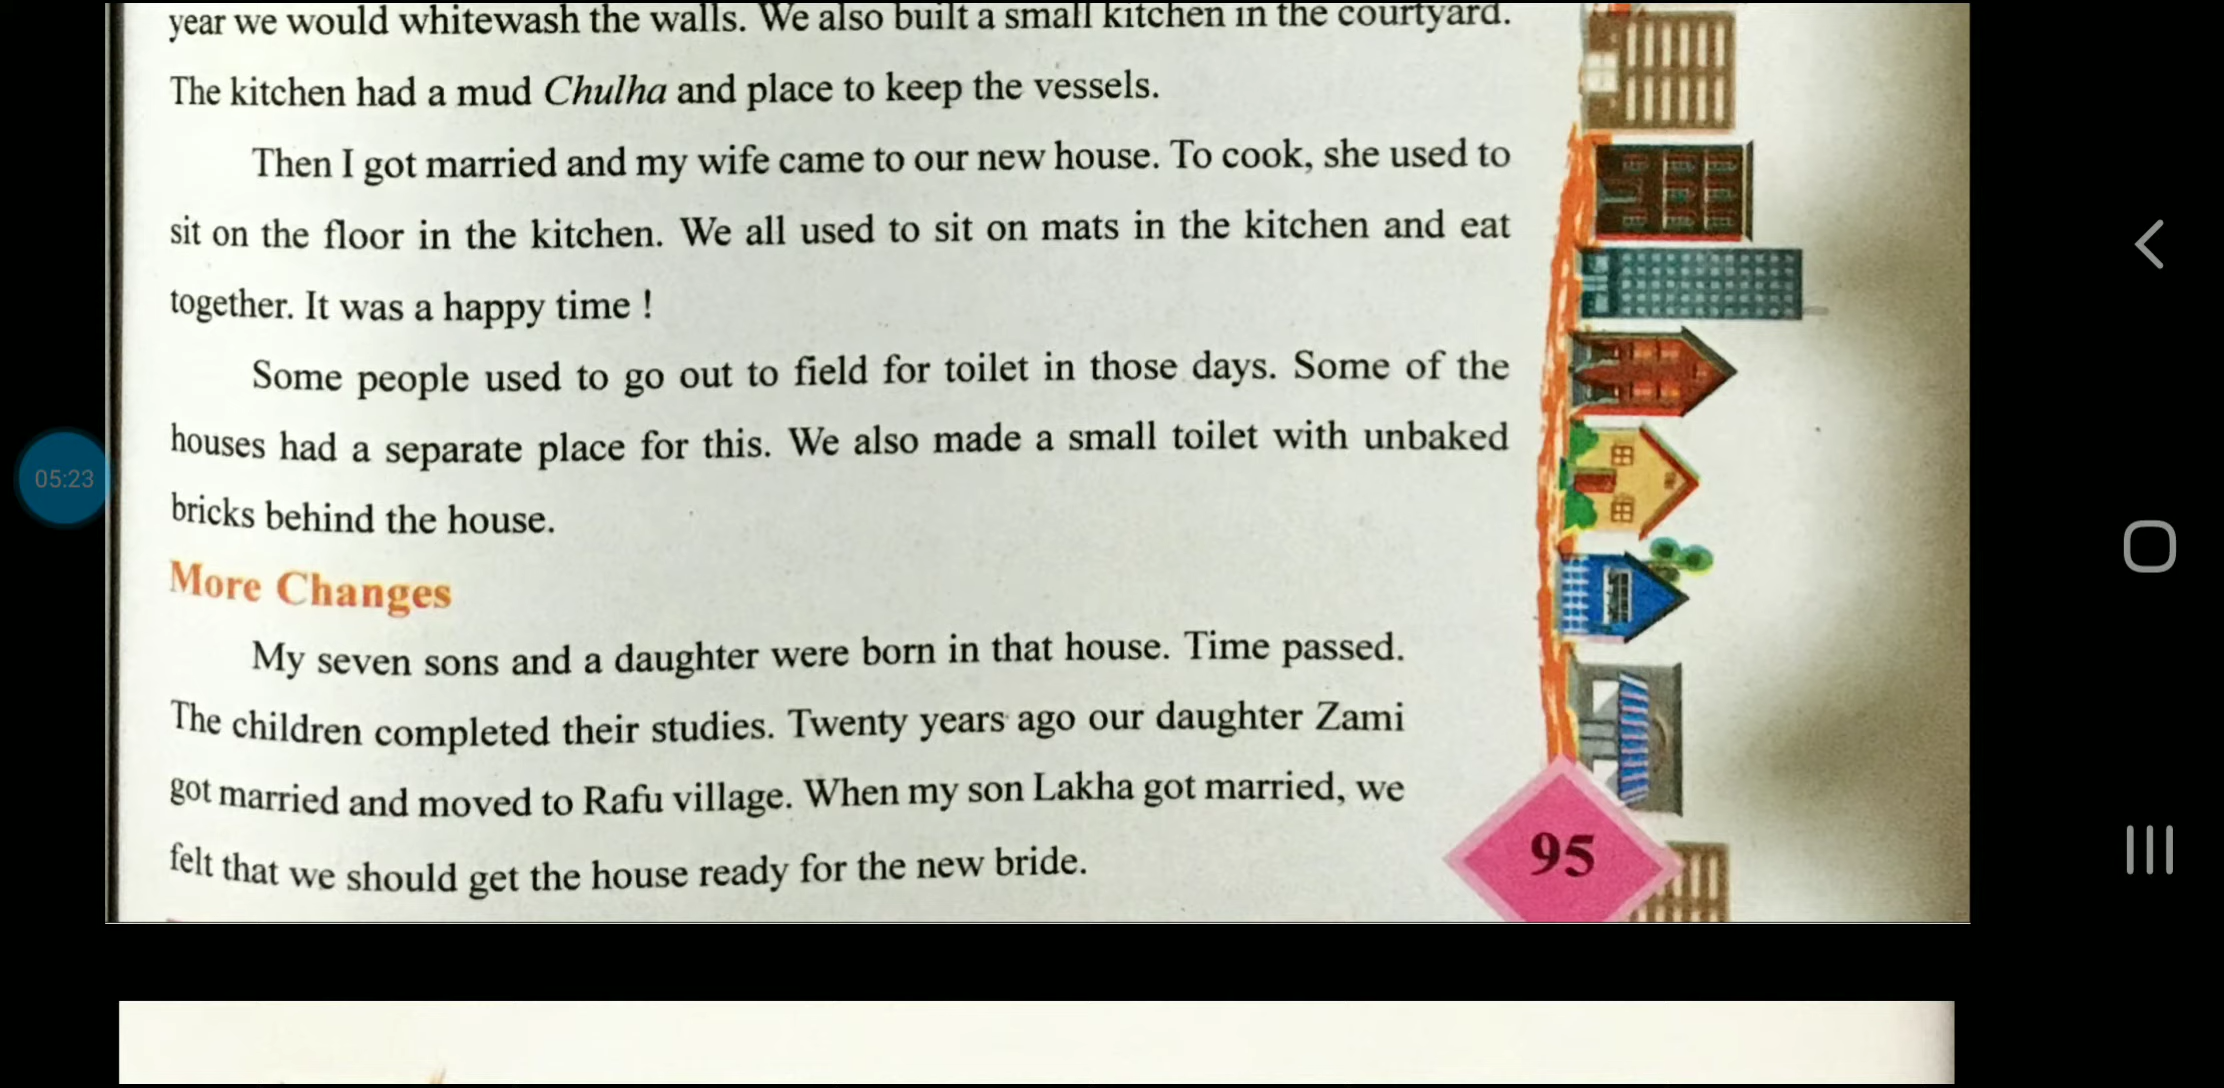 year we would whitewash the walls. We also built a small kitchen in the courtyard.
The kitchen had a mud Chulha and place to keep the vessels.
Then I got married and my wife came to our new house. To cook, she used to
sit on the floor in the kitchen. We all used to sit on mats in the kitchen and eat
together. It was a happy time !
Some people used to go out to field for toilet in those days. Some of the
houses had a separate place for this. We also made a small toilet with unbaked
bricks behind the house.
More Changes
My seven sons and a daughter were born in that house. Time passed.
The children completed their studies. Twenty years ago our daughter Zami
got married and moved to Rafu village. When my son Lakha got married, we
felt that we should get the house ready for the new bride.
95
05:23